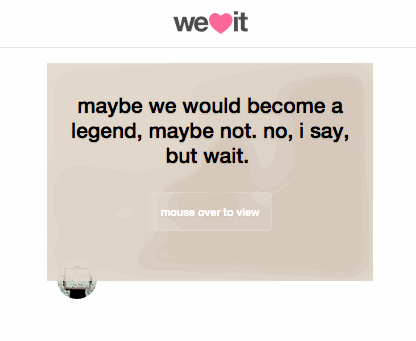 we it
maybe we would become a
legend, maybe not. no, i say,
but wait.
mouse over to view